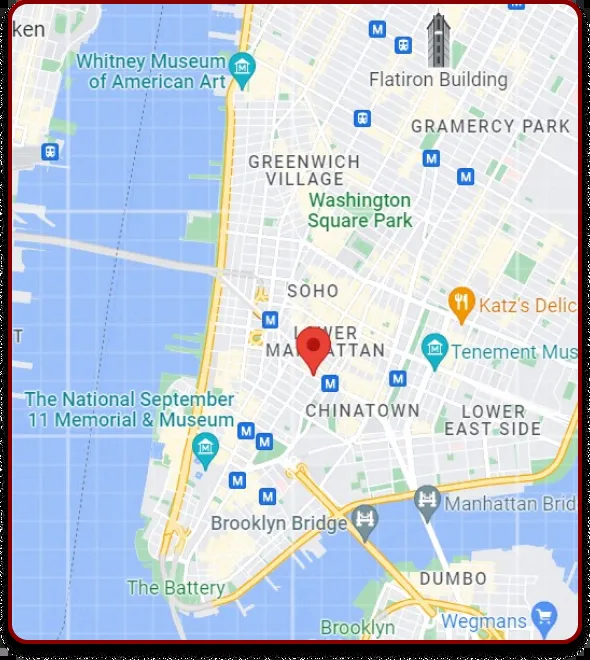 ken
Whitney Museum
of American Art
Flatiron Building
GRAMERCY PARK
GREENWICH
VILLAGE
Washington
Square Park
SOHO
Katz's Delic
M
LOWER
MANHATTAN
T
Tenement Mus
M
M
The National September
11 Memorial & Museum
CHINATOWN
LOWER
EAST SIDE
M
M
M
M
Manhattan Brid
Brooklyn Bridge
DUMBO
The Battery
Wegmans
Brooklyn